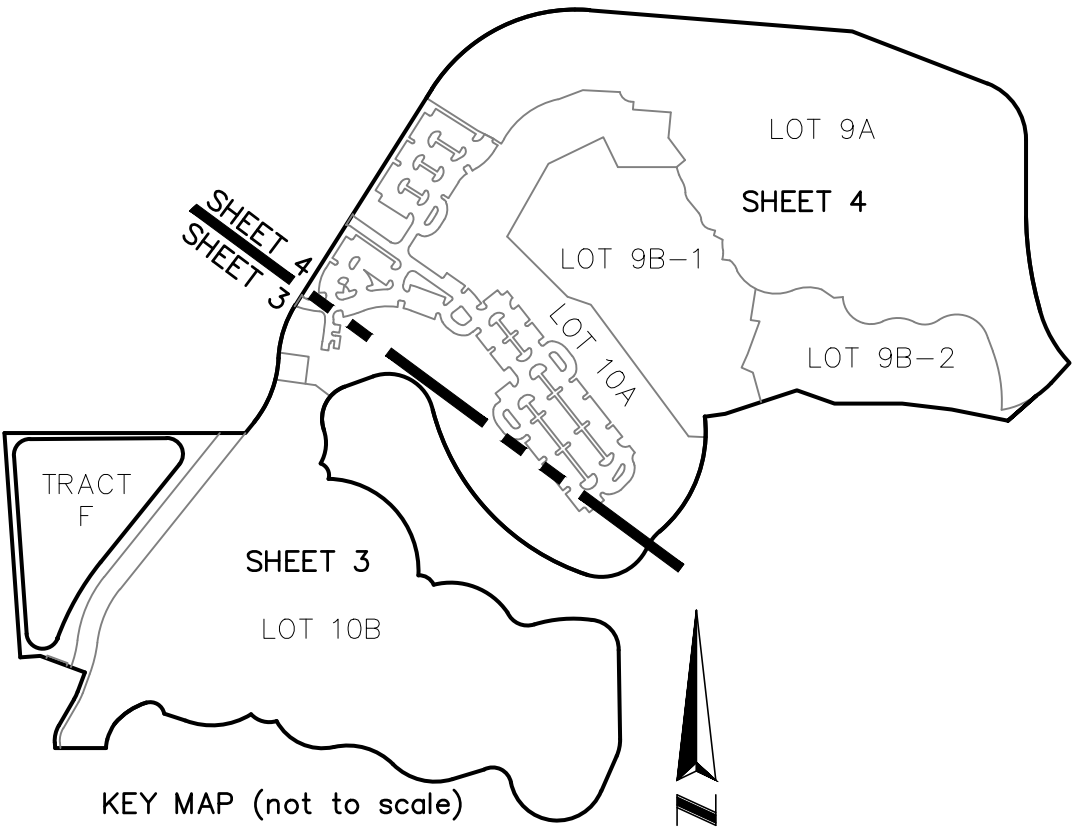 LOT 9A
SHEET 4
SHEET 4
SHEET 3
LOT 9B-1
LOT 10A
LOT 9B-2
TRACT
F
SHEET 3
LOT 10B
KEY MAP (not to scale)